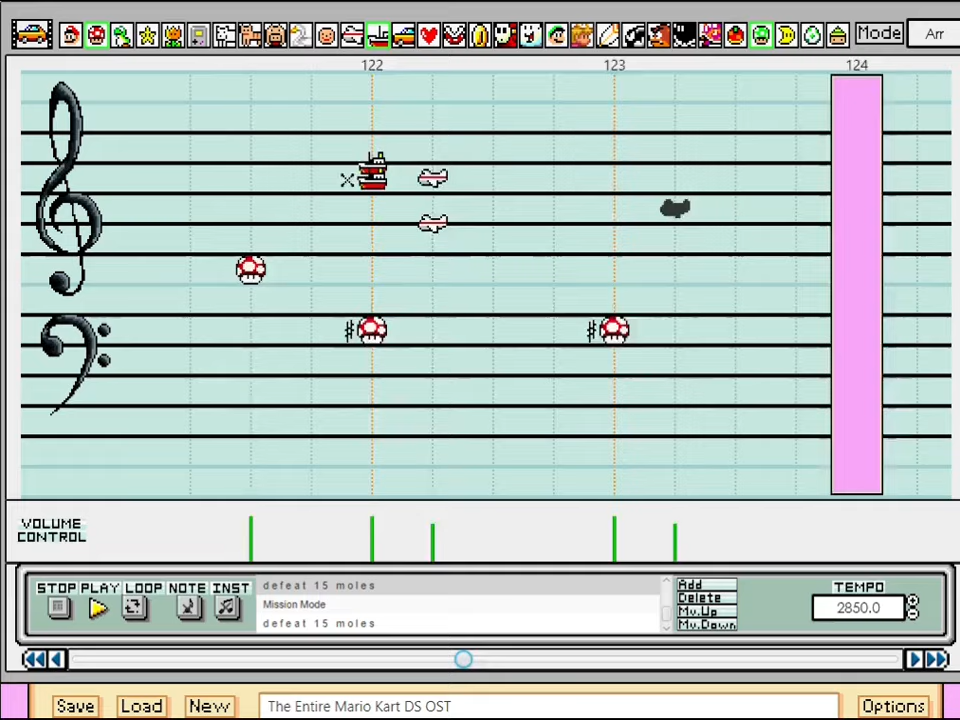 Mode Arr
122 123 124
VOLUME
CONTROL
STOP PLAY LOOP NOTE INST
defeat 15 moles
Mission Mode
defeat 15 moles
Add
Delete
Mv.Up
Mv.Down
TEMPO
2850.0
Save Load New The Entire Mario Kart DS OST Options